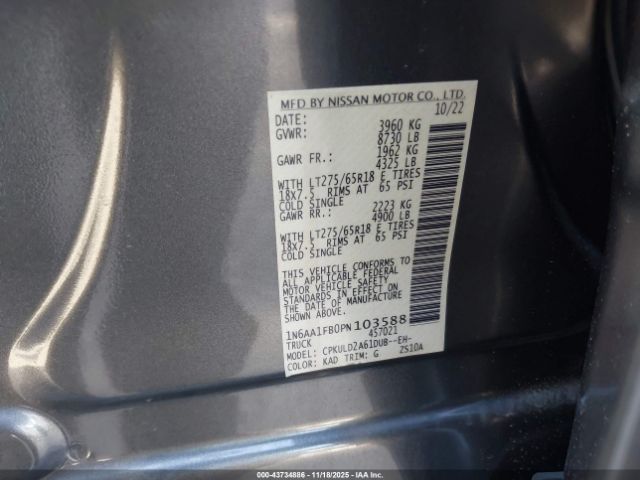 MFD BY NISSAN MOTOR CO., LTD.
DATE: 10/22
GVWR: 3960 KG
8730 LB
GAWR FR.: 1962 KG
4325 LB
WITH LT275/65R18 E TIRES
18X7.5 RIMS AT 65 PSI
COLD SINGLE
GAWR RR.: 2223 KG
4900 LB
WITH LT275/65R18 E TIRES
18X7.5 RIMS AT 65 PSI
COLD SINGLE
THIS VEHICLE CONFORMS TO
ALL APPLICABLE FEDERAL
MOTOR VEHICLE SAFETY
STANDARDS IN EFFECT ON
THE DATE OF MANUFACTURE
SHOWN ABOVE.
1N6AA1FB0PN103588
TRUCK 457021
MODEL: CPKULDZA61DUB--EH-
COLOR: KAD TRIM: G ZS10A
000-43734886 - 11/18/2025 - IAAI.COM